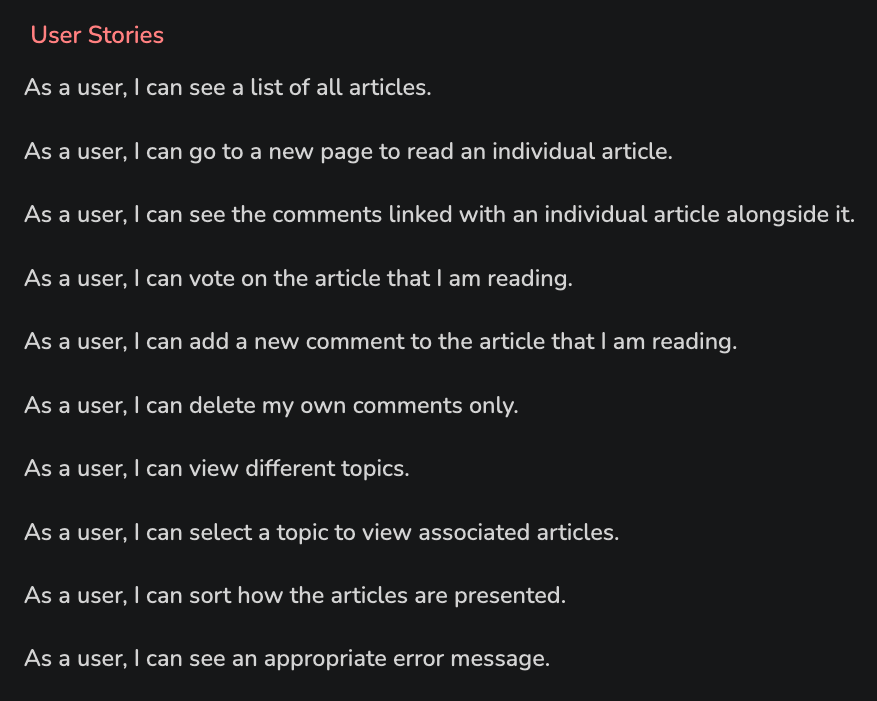 User Stories
As a user, I can see a list of all articles.
As a user, I can go to a new page to read an individual article.
As a user, I can see the comments linked with an individual article alongside it.
As a user, I can vote on the article that I am reading.
As a user, I can add a new comment to the article that I am reading.
As a user, I can delete my own comments only.
As a user, I can view different topics.
As a user, I can select a topic to view associated articles.
As a user, I can sort how the articles are presented.
As a user, I can see an appropriate error message.